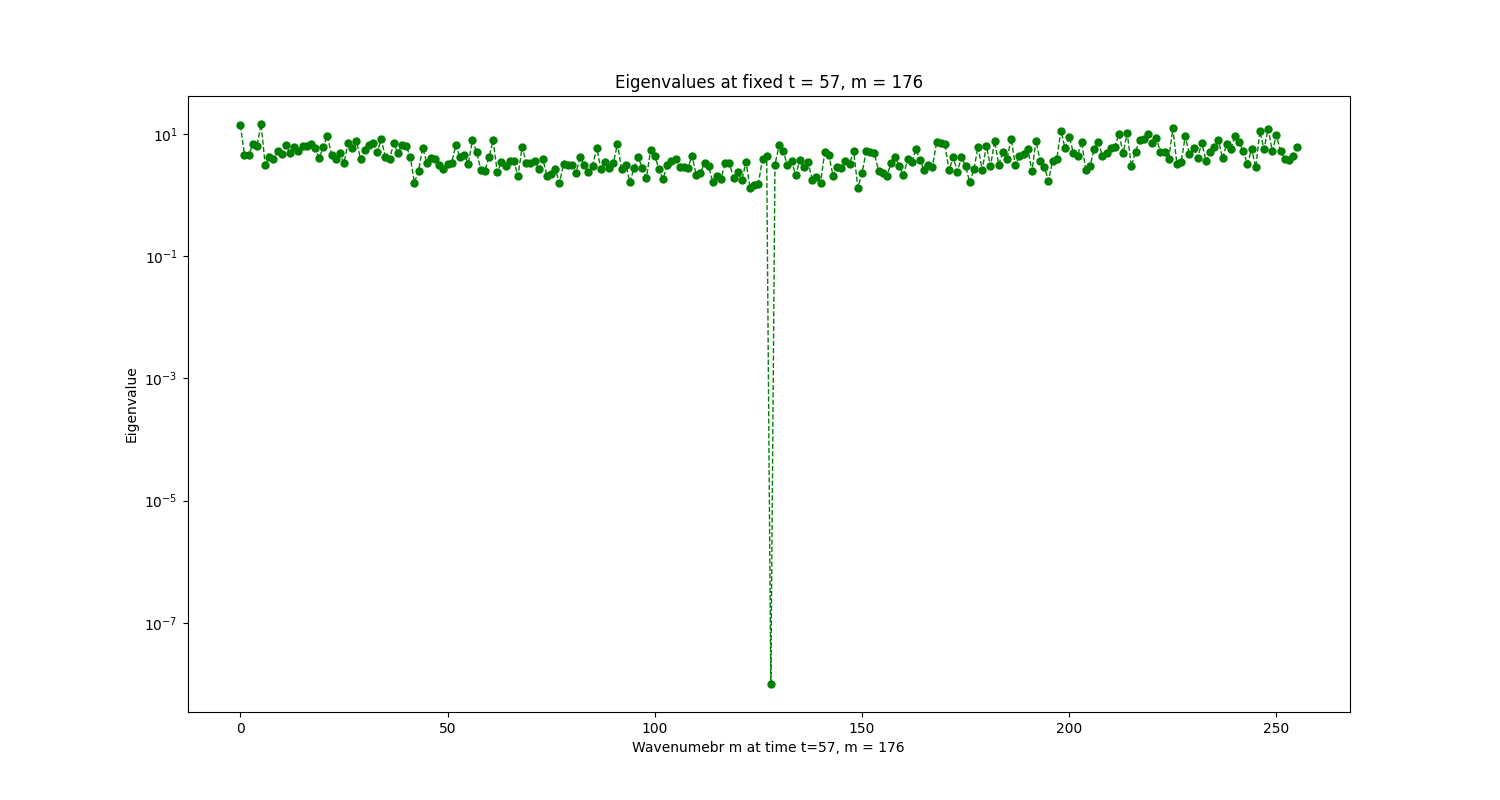 Eigenvalues at fixed t = 57, m = 176
10^1
10^-1
10^-3
10^-5
10^-7
Eigenvalue
0 50 100 150 200 250
Wavenumebr m at time t=57, m = 176